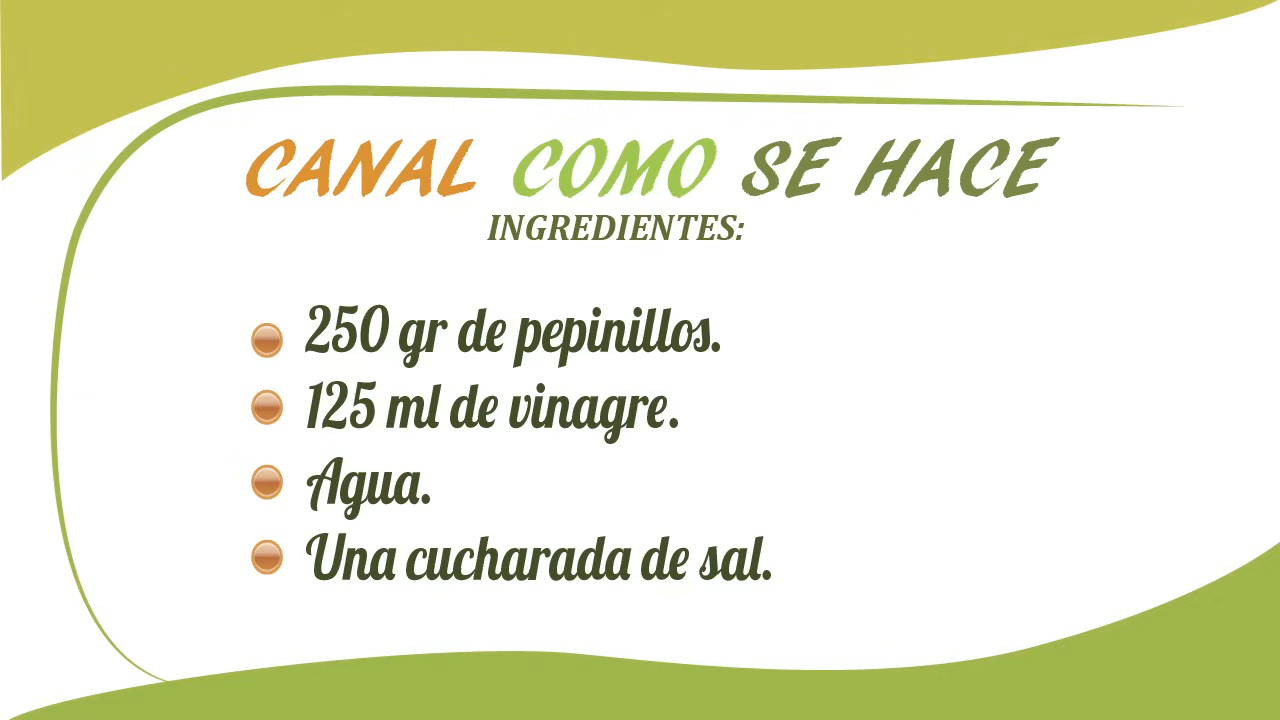 CANAL COMO SE HACE
INGREDIENTES:
250 gr de pepinillos.
125 ml de vinagre.
Agua.
Una cucharada de sal.